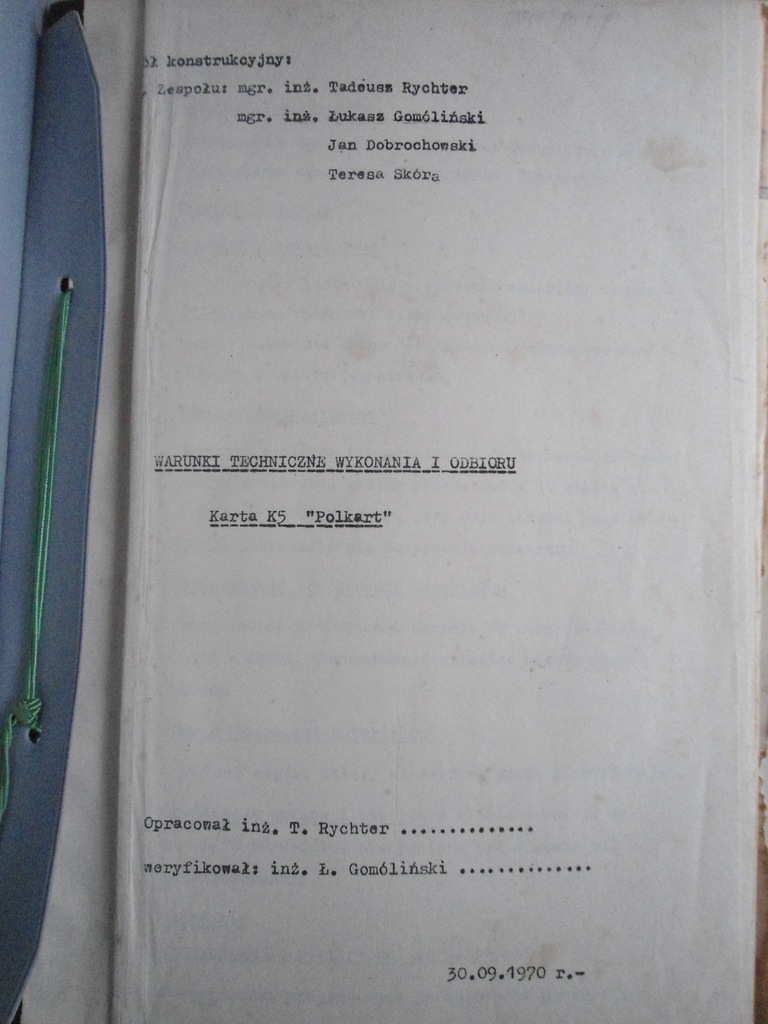 ół konstrukcyjny:
. Zespołu: mgr. inż. Tadeusz Rychter
mgr. inż. Łukasz Gomóliński
Jan Dobrochowski
Teresa Skóra
WARUNKI TECHNICZNE WYKONANIA I ODBIORU
Karta K5 "Polkart"
Opracował inż. T. Rychter ..............
weryfikował: inż. Ł. Gomóliński ..............
30.09.1970 r.-